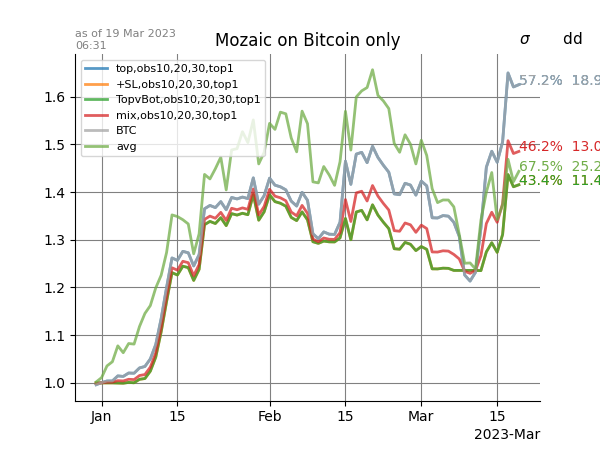 as of 19 Mar 2023
06:31
Mozaic on Bitcoin only
σ dd
top,obs10,20,30,top1
+SL,obs10,20,30,top1
TopvBot,obs10,20,30,top1
mix,obs10,20,30,top1
BTC
avg
57.2% 18.9
46.2% 13.0
67.5% 25.2
43.4% 11.4
1.6
1.5
1.4
1.3
1.2
1.1
1.0
Jan 15 Feb 15 Mar 15
2023-Mar